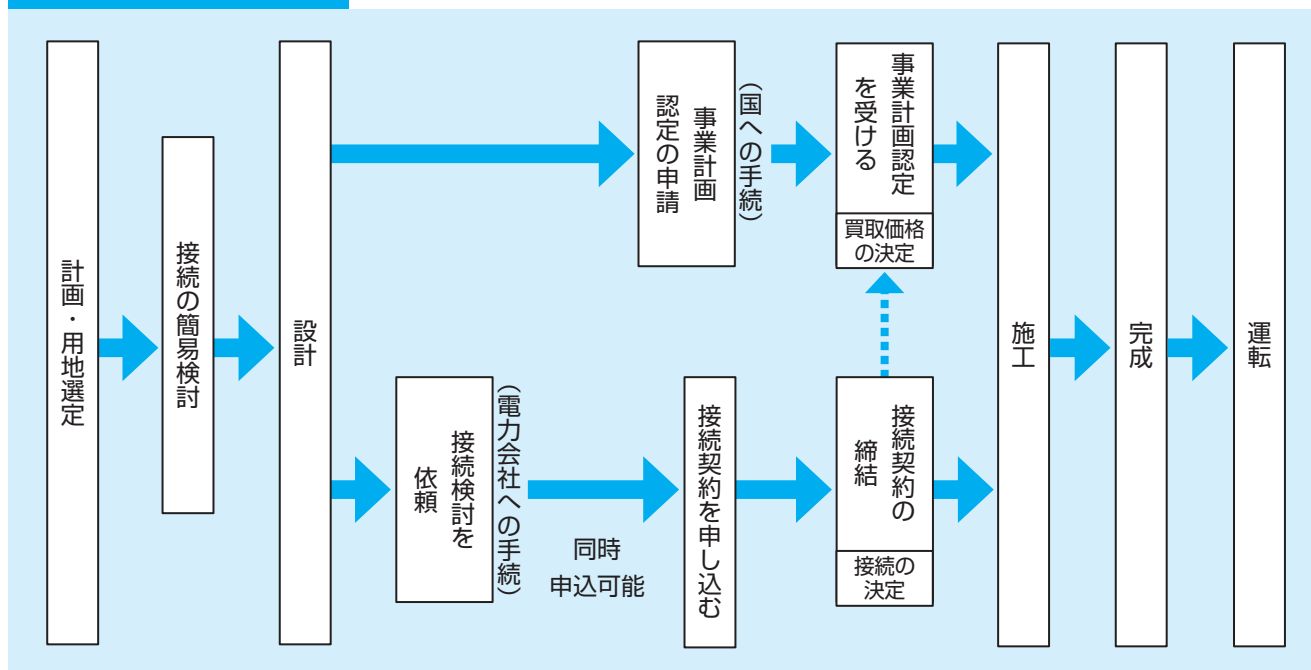 計画・用地選定
接続の簡易検討
設計
事業計画
認定の申請
（国への手続）
事業計画認定
を受ける
買取価格
の決定
接続検討を
依頼
（電力会社への手続）
同時
申込可能
接続契約を申し込む
接続契約の
締結
接続の
決定
施工
完成
運転